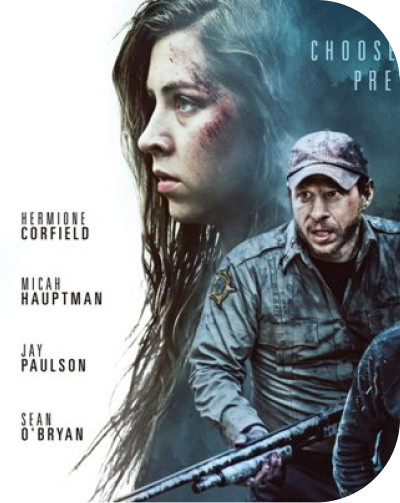 CHOOSE
PRE
HERMIONE
CORFIELD
MICAH
HAUPTMAN
JAY
PAULSON
SEAN
O'BRYAN